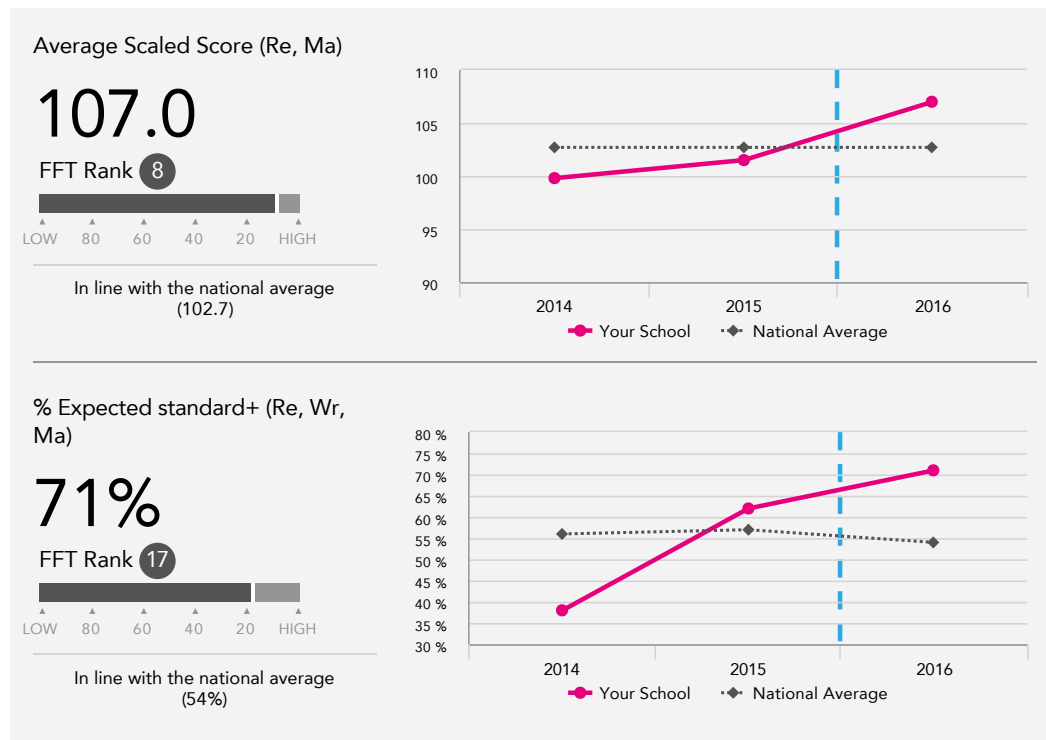 Average Scaled Score (Re, Ma)
107.0
FFT Rank 8
LOW 80 60 40 20 HIGH
In line with the national average
(102.7)
110
105
100
95
90
2014 2015 2016
Your School National Average
% Expected standard+ (Re, Wr,
Ma)
71%
FFT Rank 17
LOW 80 60 40 20 HIGH
In line with the national average
(54%)
80 %
75 %
70 %
65 %
60 %
55 %
50 %
45 %
40 %
35 %
30 %
2014 2015 2016
Your School National Average